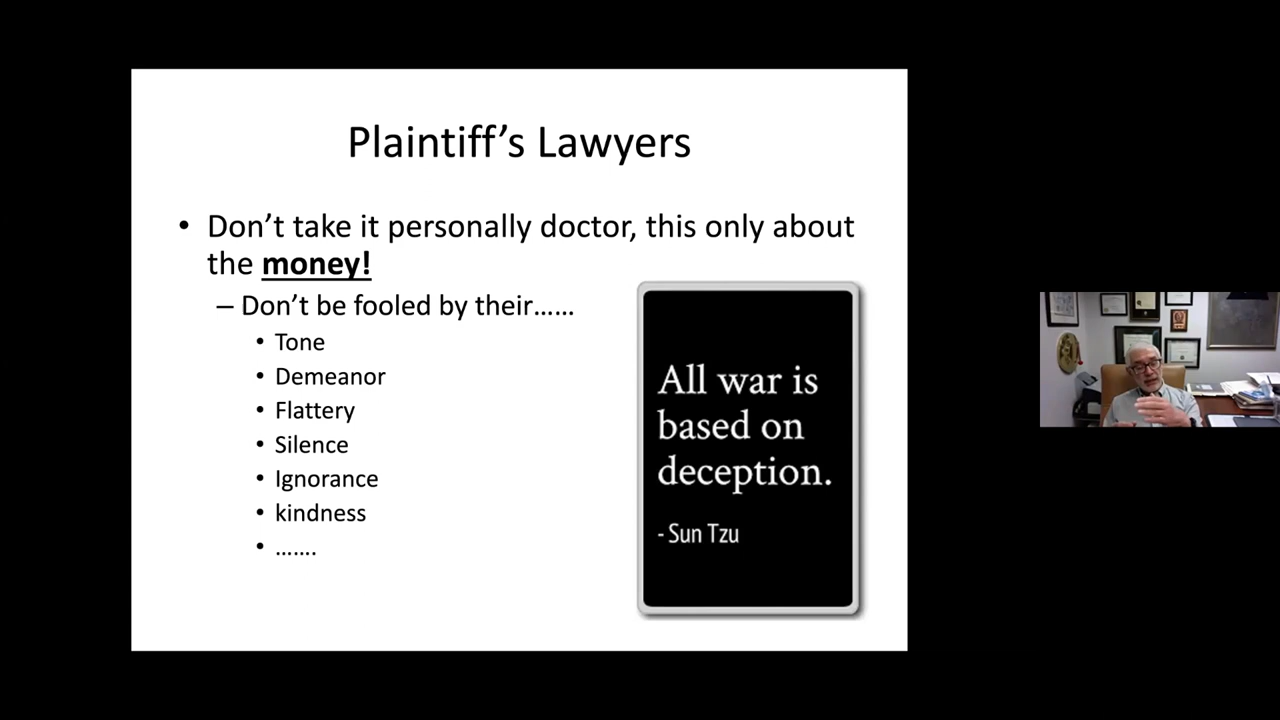 Plaintiff’s Lawyers
• Don’t take it personally doctor, this only about
the money!
– Don’t be fooled by their……
• Tone
• Demeanor
• Flattery
• Silence
• Ignorance
• kindness
• …….
All war is
based on
deception.
- Sun Tzu